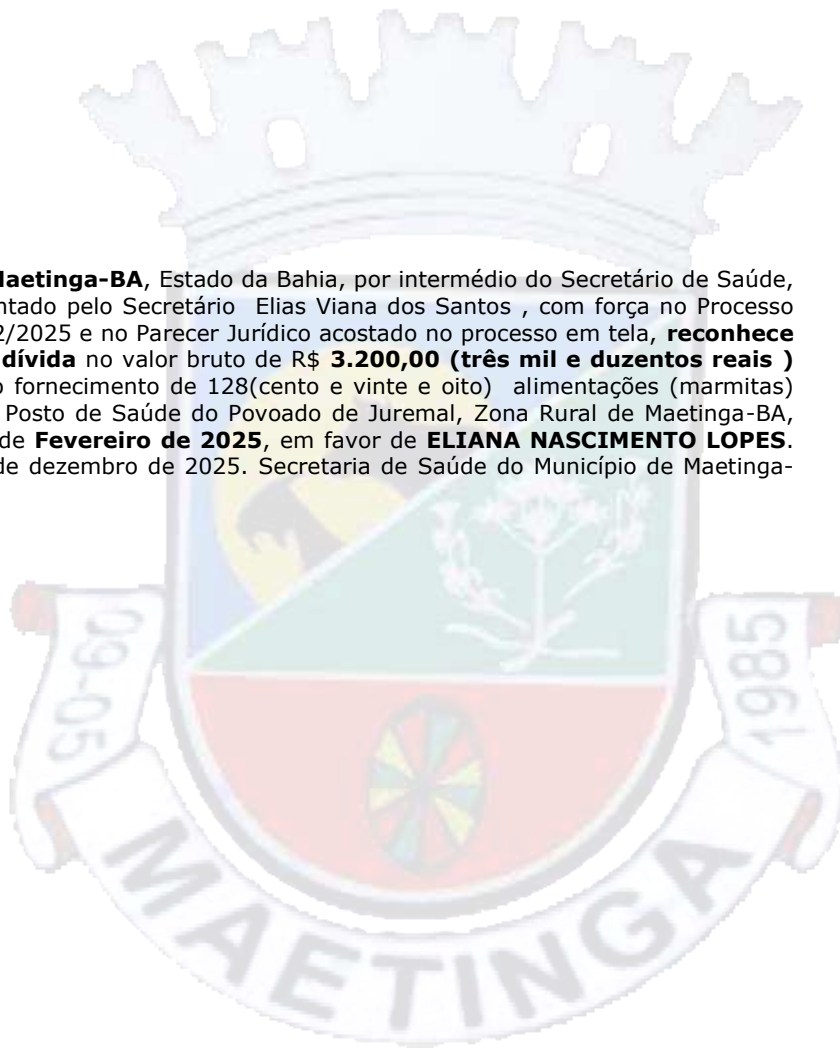 laetinga-BA, Estado da Bahia, por intermédio do Secretário de Saúde,
ntado pelo Secretário Elias Viana dos Santos , com força no Processo
2/2025 e no Parecer Jurídico acostado no processo em tela, reconhece
dívida no valor bruto de R$ 3.200,00 (três mil e duzentos reais )
o fornecimento de 128(cento e vinte e oito) alimentações (marmitas)
Posto de Saúde do Povoado de Juremal, Zona Rural de Maetinga-BA,
de Fevereiro de 2025, em favor de ELIANA NASCIMENTO LOPES.
de dezembro de 2025. Secretaria de Saúde do Município de Maetinga-
09-05
1985
MAETINGA